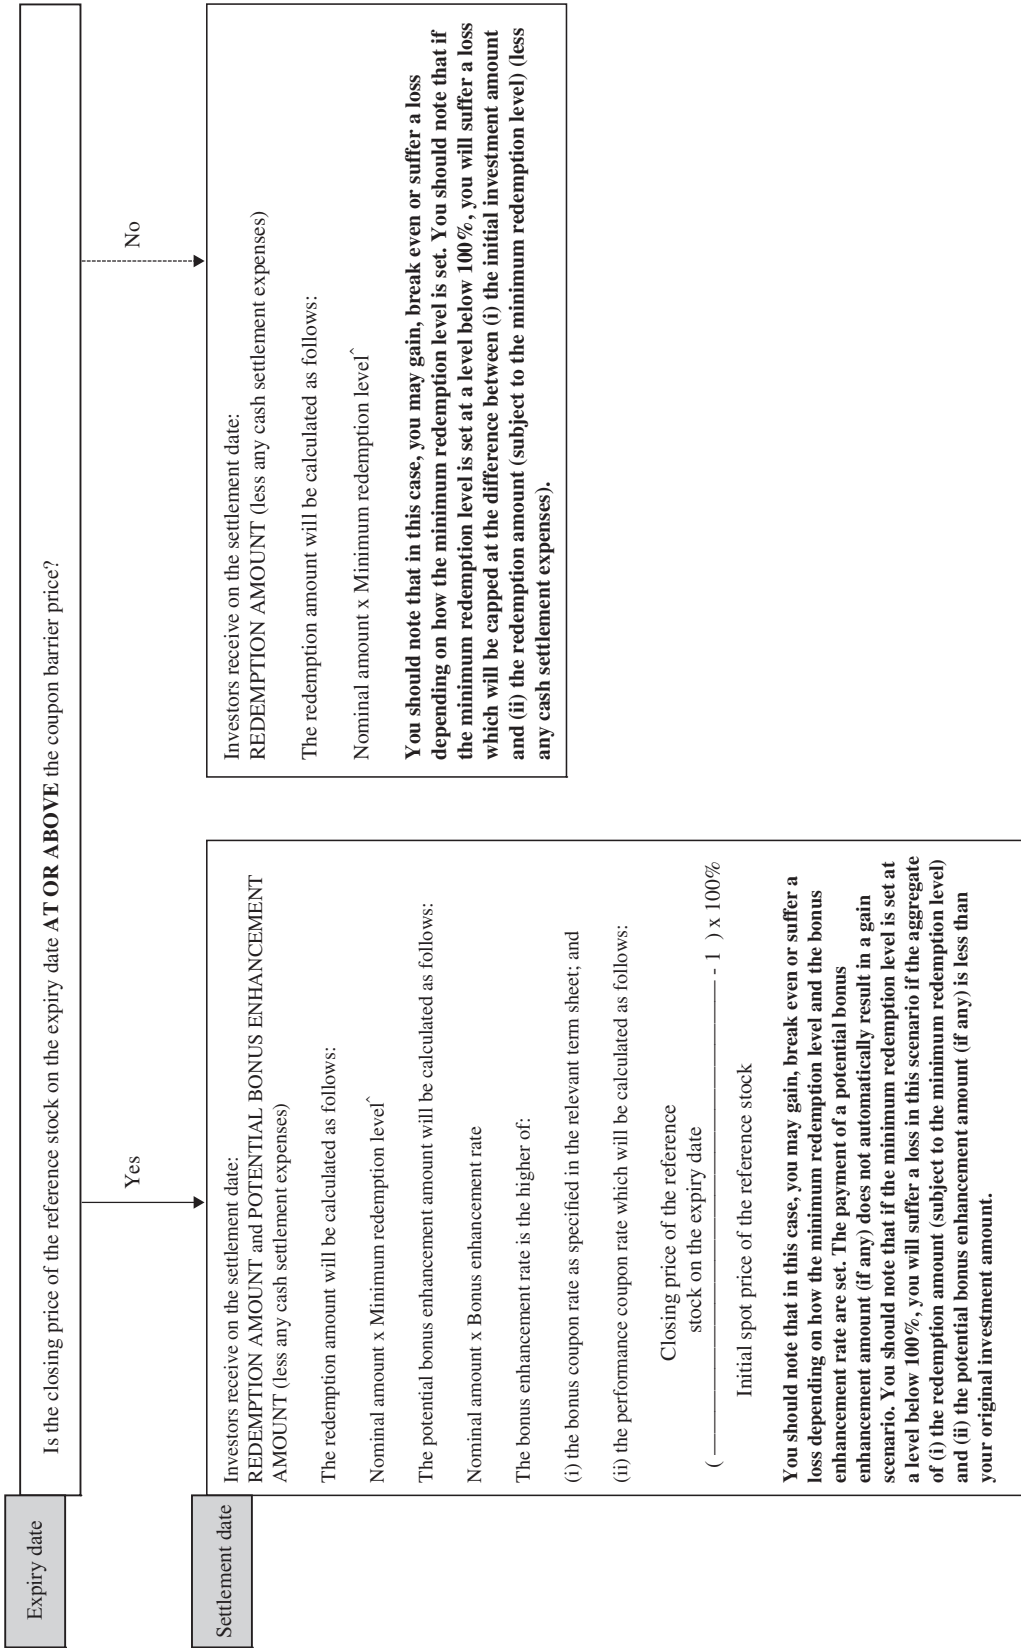 Expiry date
Is the closing price of the reference stock on the expiry date AT OR ABOVE the coupon barrier price?
Yes
No
Settlement date
Investors receive on the settlement date:
REDEMPTION AMOUNT and POTENTIAL BONUS ENHANCEMENT
AMOUNT (less any cash settlement expenses)
The redemption amount will be calculated as follows:
Nominal amount x Minimum redemption level^
The potential bonus enhancement amount will be calculated as follows:
Nominal amount x Bonus enhancement rate
The bonus enhancement rate is the higher of:
(i) the bonus coupon rate as specified in the relevant term sheet; and
(ii) the performance coupon rate which will be calculated as follows:
Closing price of the reference
stock on the expiry date
( - 1 ) x 100%
Initial spot price of the reference stock
You should note that in this case, you may gain, break even or suffer a
loss depending on how the minimum redemption level and the bonus
enhancement rate are set. The payment of a potential bonus
enhancement amount (if any) does not automatically result in a gain
scenario. You should note that if the minimum redemption level is set at
a level below 100%, you will suffer a loss in this scenario if the aggregate
of (i) the redemption amount (subject to the minimum redemption level)
and (ii) the potential bonus enhancement amount (if any) is less than
your original investment amount.
Investors receive on the settlement date:
REDEMPTION AMOUNT (less any cash settlement expenses)
The redemption amount will be calculated as follows:
Nominal amount x Minimum redemption level^
You should note that in this case, you may gain, break even or suffer a loss
depending on how the minimum redemption level is set. You should note that if
the minimum redemption level is set at a level below 100%, you will suffer a loss
which will be capped at the difference between (i) the initial investment amount
and (ii) the redemption amount (subject to the minimum redemption level) (less
any cash settlement expenses).